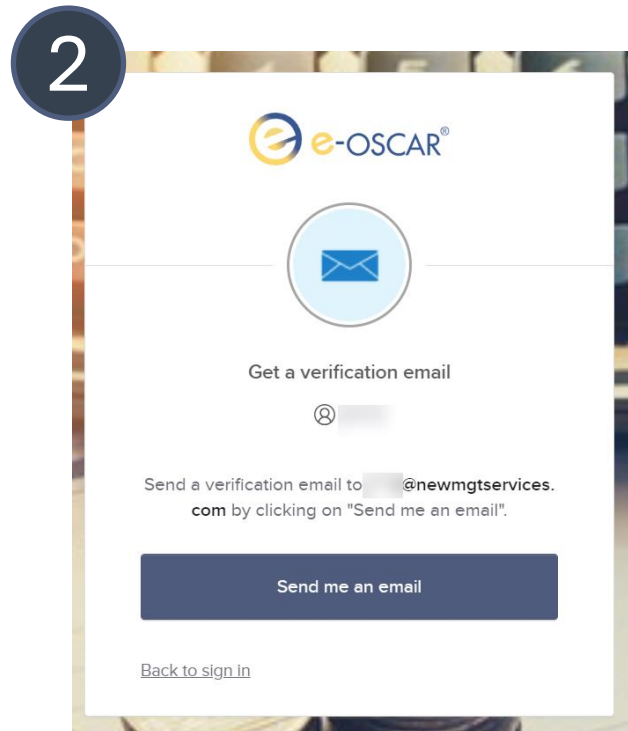 2
e-OSCAR®
Get a verification email
Send a verification email to @newmgtservices.
com by clicking on "Send me an email".
Send me an email
Back to sign in